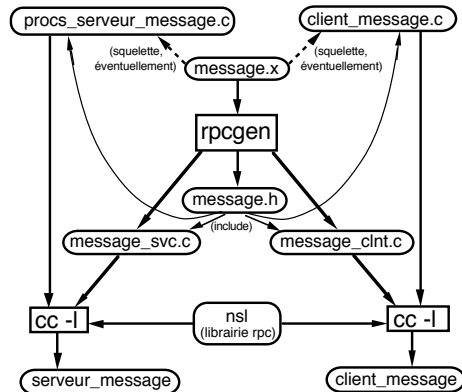 procs_serveur_message.c
client_message.c
(squelette,
éventuellement)
(squelette,
éventuellement)
message.x
rpcgen
message.h
(include)
message_svc.c
message_clnt.c
cc -l
nsl
(librairie rpc)
cc -l
serveur_message
client_message